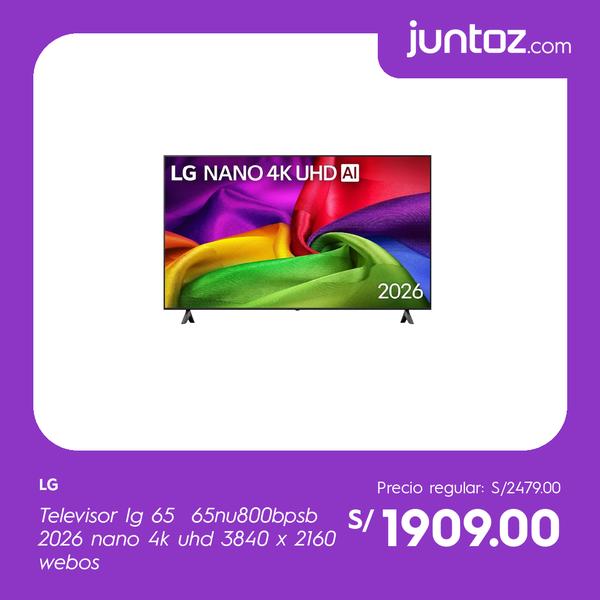 juntoz.com
LG NANO 4K UHD AI
2026
LG
Precio regular: S/2479.00
Televisor lg 65 65nu800bpsb
2026 nano 4k uhd 3840 x 2160
webos
S/ 1909.00